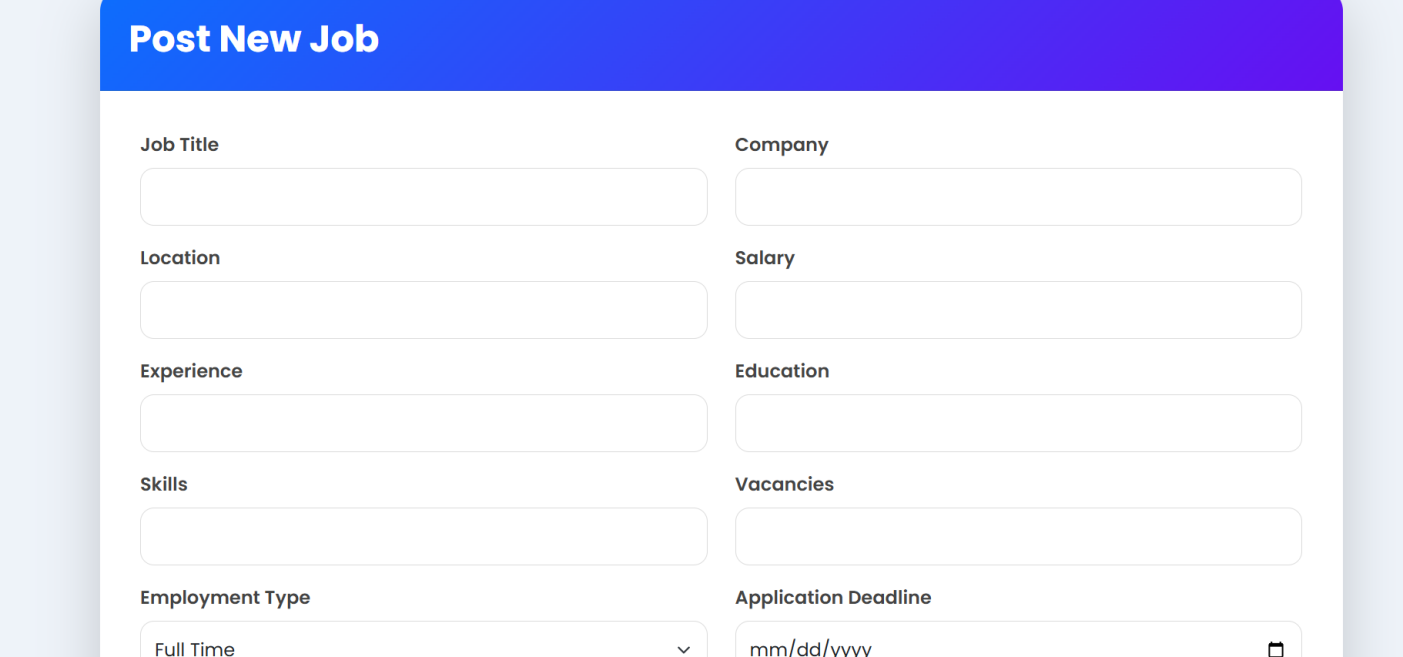 Post New Job
Job Title
Company
Location
Salary
Experience
Education
Skills
Vacancies
Employment Type
Application Deadline
Full Time
mm/dd/yyyy